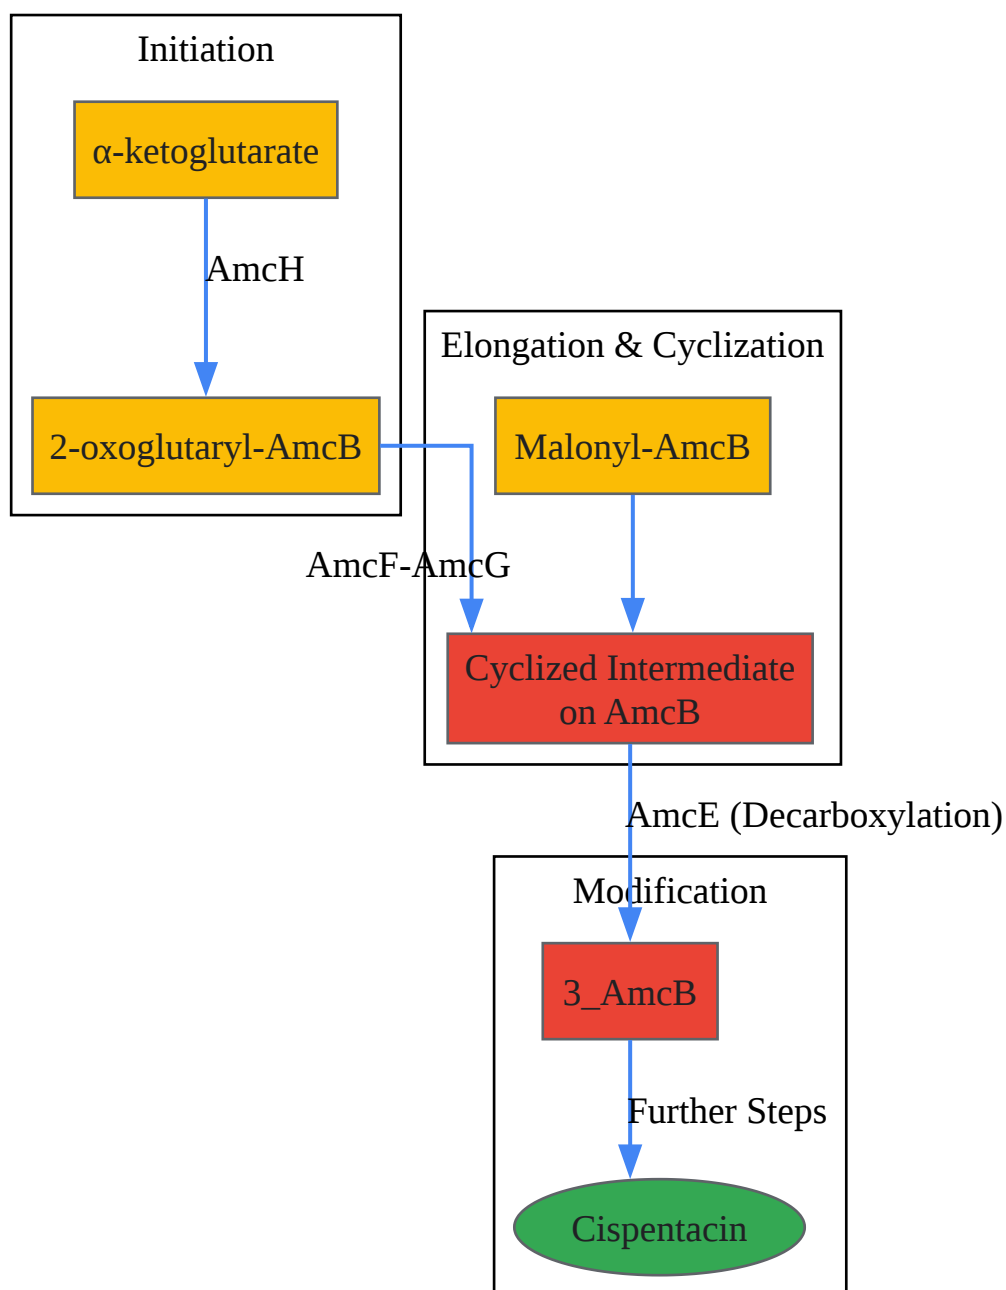 Initiation
α-ketoglutarate
AmcH
2-oxoglutaryl-AmcB
Elongation & Cyclization
Malonyl-AmcB
AmcF-AmcG
Cyclized Intermediate
on AmcB
AmcE (Decarboxylation)
Modification
3_AmcB
Further Steps
Cispentacin